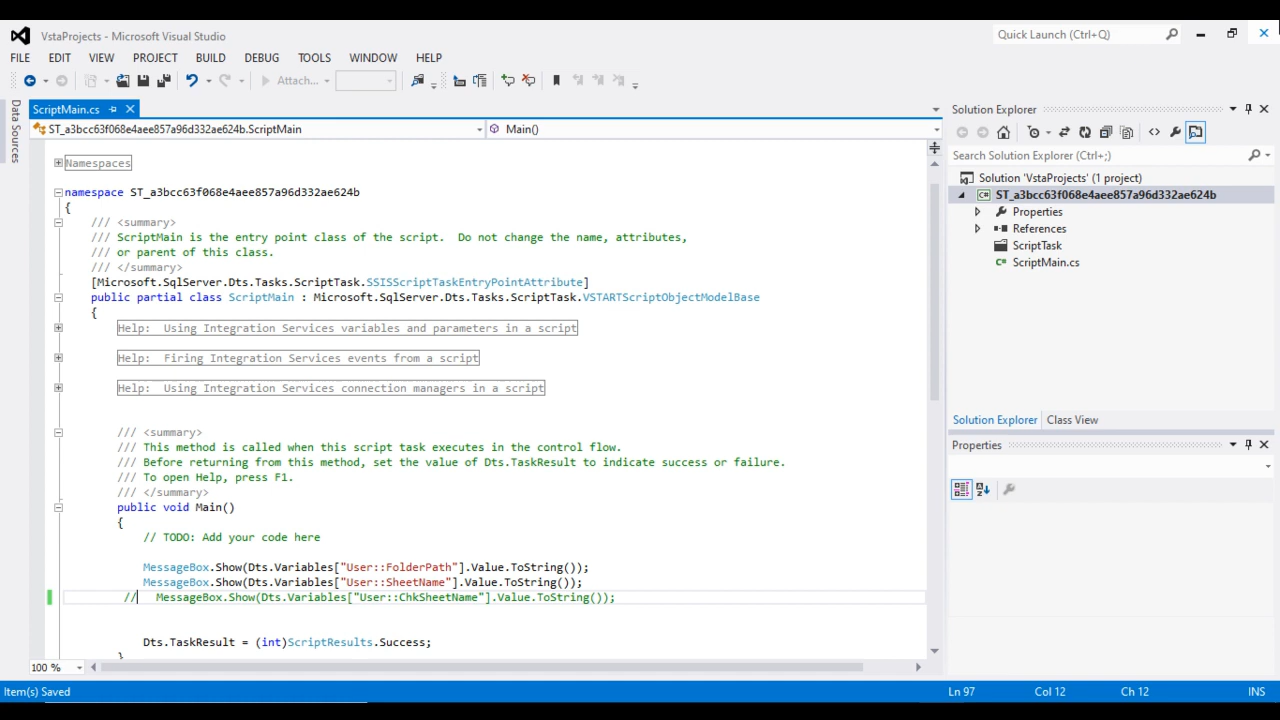 VstaProjects - Microsoft Visual Studio
Quick Launch (Ctrl+Q)
FILE EDIT VIEW PROJECT BUILD DEBUG TOOLS WINDOW HELP
Attach...
Data Sources
ScriptMain.cs
ST_a3bcc63f068e4aee857a96d332ae624b.ScriptMain
Main()
Namespaces
namespace ST_a3bcc63f068e4aee857a96d332ae624b
{
/// <summary>
/// ScriptMain is the entry point class of the script.  Do not change the name, attributes,
/// or parent of this class.
/// </summary>
[Microsoft.SqlServer.Dts.Tasks.ScriptTask.SSISScriptTaskEntryPointAttribute]
public partial class ScriptMain : Microsoft.SqlServer.Dts.Tasks.ScriptTask.VSTARTScriptObjectModelBase
{
Help:  Using Integration Services variables and parameters in a script
Help:  Firing Integration Services events from a script
Help:  Using Integration Services connection managers in a script
/// <summary>
/// This method is called when this script task executes in the control flow.
/// Before returning from this method, set the value of Dts.TaskResult to indicate success or failure.
/// To open Help, press F1.
/// </summary>
public void Main()
{
// TODO: Add your code here
MessageBox.Show(Dts.Variables["User::FolderPath"].Value.ToString());
MessageBox.Show(Dts.Variables["User::SheetName"].Value.ToString());
//   MessageBox.Show(Dts.Variables["User::ChkSheetName"].Value.ToString());
Dts.TaskResult = (int)ScriptResults.Success;
}
100 %
Solution Explorer
Search Solution Explorer (Ctrl+;)
Solution 'VstaProjects' (1 project)
C# ST_a3bcc63f068e4aee857a96d332ae624b
Properties
References
ScriptTask
C# ScriptMain.cs
Solution Explorer Class View
Properties
Item(s) Saved
Ln 97 Col 12 Ch 12 INS